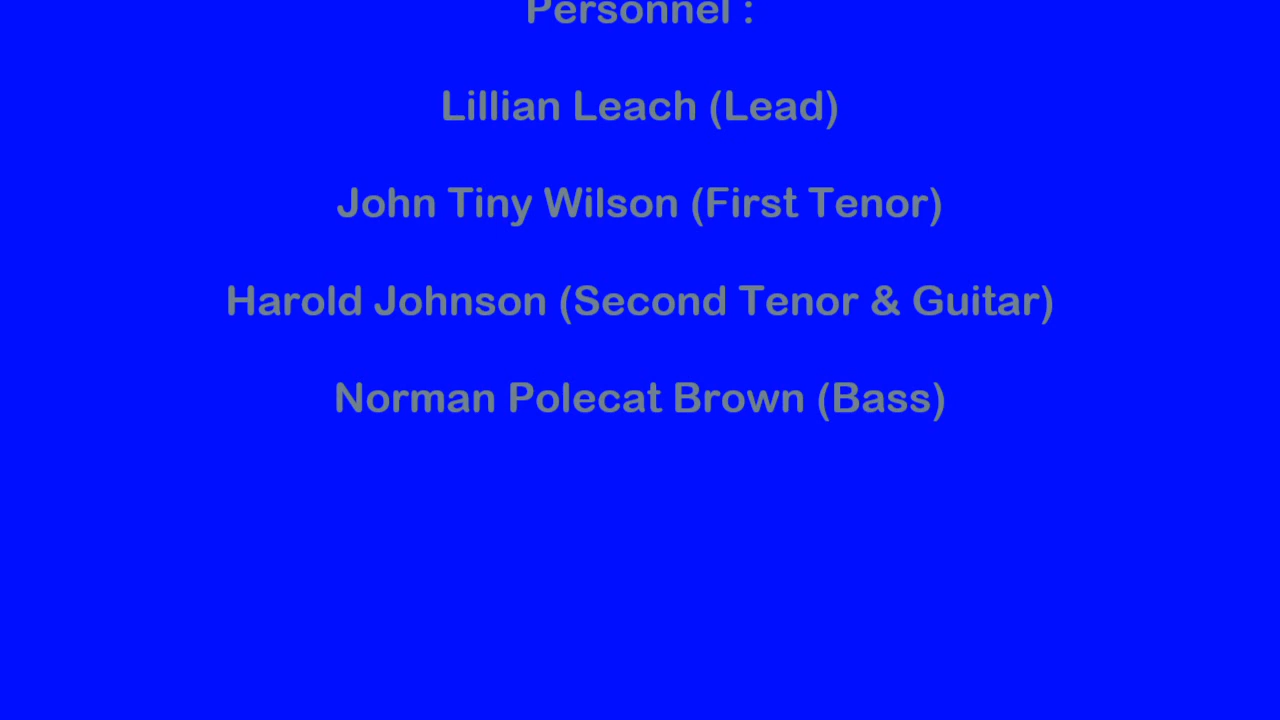 Personnel :
Lillian Leach (Lead)
John Tiny Wilson (First Tenor)
Harold Johnson (Second Tenor & Guitar)
Norman Polecat Brown (Bass)